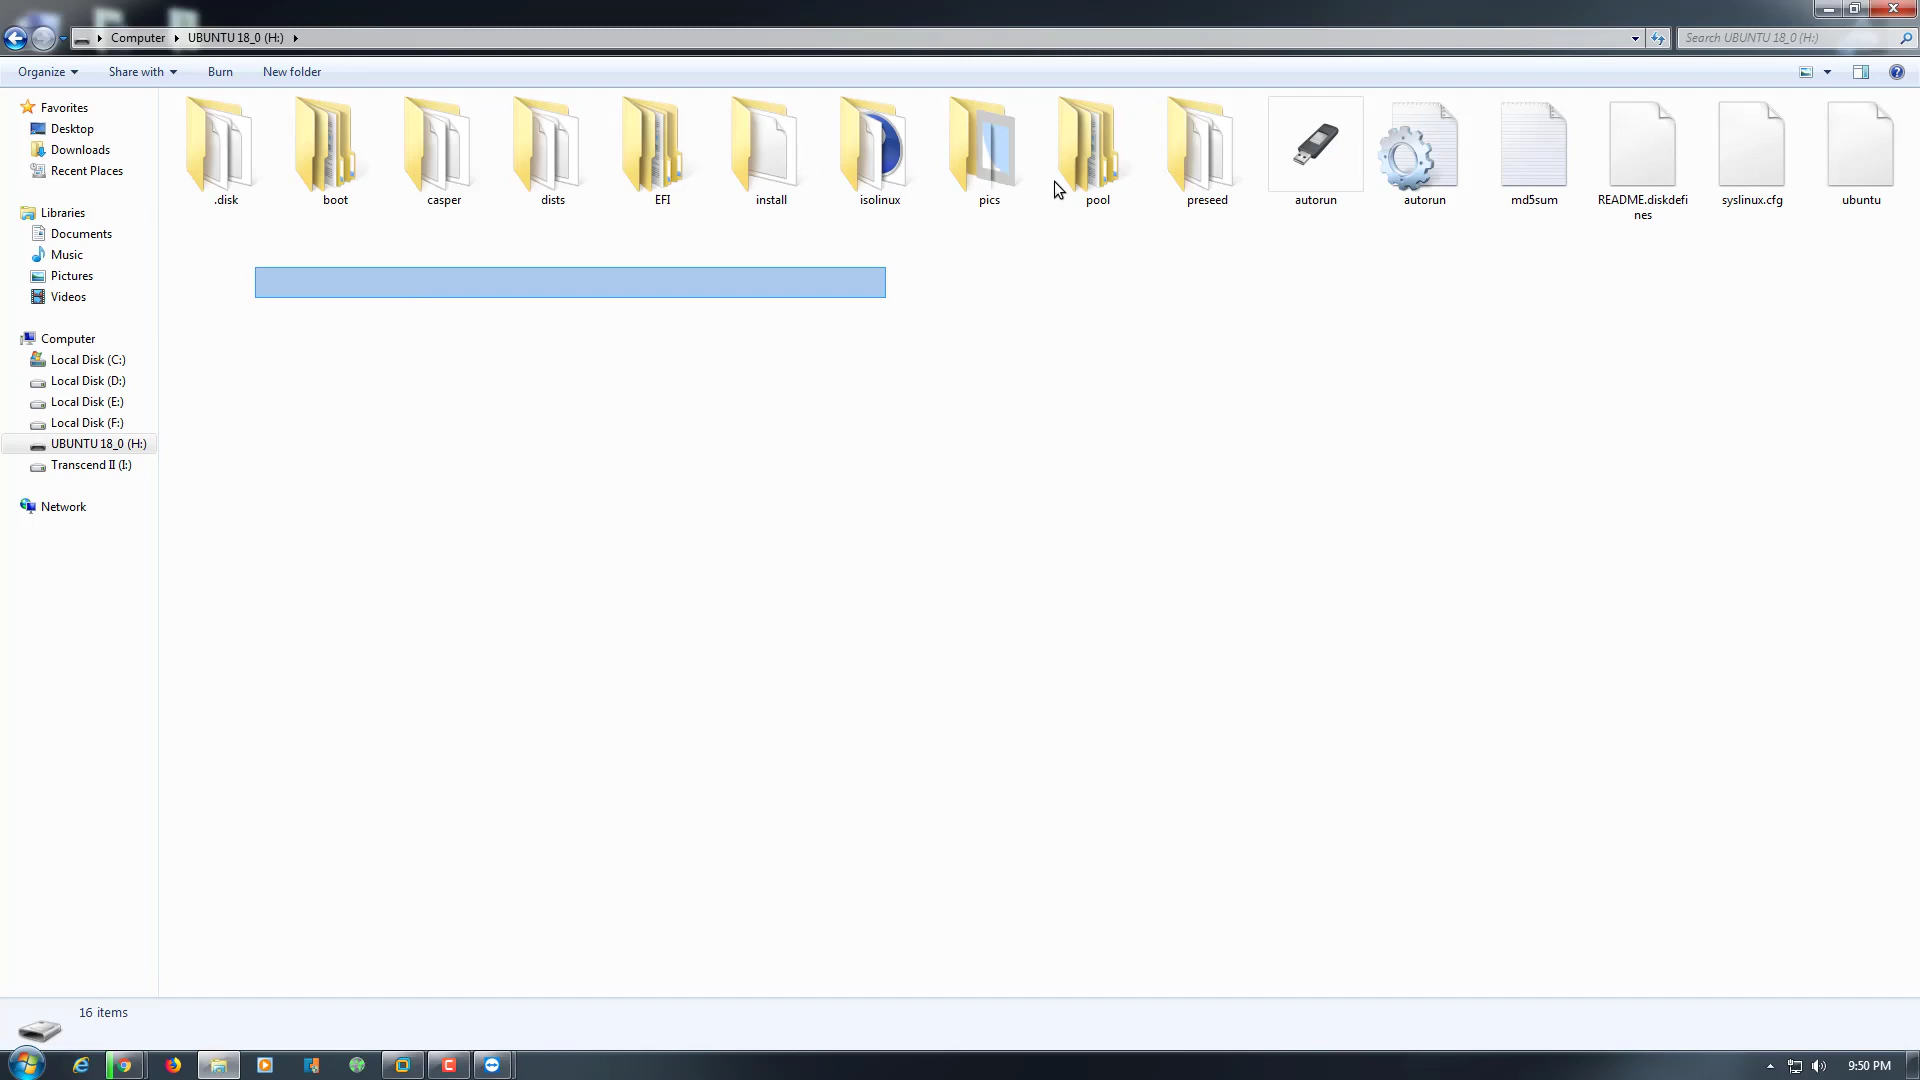 Computer
UBUNTU 18_0 (H:)
Search UBUNTU 18_0 (H:)
Organize
Share with
Burn
New folder
Favorites
Desktop
Downloads
Recent Places
Libraries
Documents
Music
Pictures
Videos
Computer
Local Disk (C:)
Local Disk (D:)
Local Disk (E:)
Local Disk (F:)
UBUNTU 18_0 (H:)
Transcend II (I:)
Network
.disk
boot
casper
dists
EFI
install
isolinux
pics
pool
preseed
autorun
autorun
md5sum
README.diskdefi
nes
syslinux.cfg
ubuntu
16 items
9:50 PM